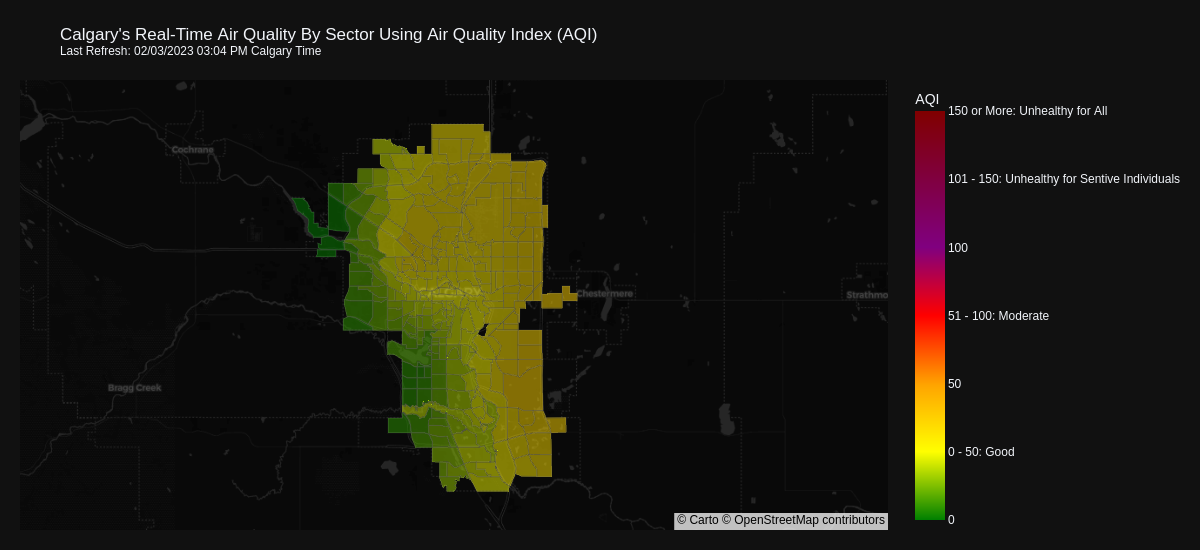 Calgary's Real-Time Air Quality By Sector Using Air Quality Index (AQI)
Last Refresh: 02/03/2023 03:04 PM Calgary Time
AQI
150 or More: Unhealthy for All
Cochrane
101 - 150: Unhealthy for Sentive Individuals
100
Chestermere
Strathmo
51 - 100: Moderate
50
Bragg Creek
0 - 50: Good
0
© Carto © OpenStreetMap contributors